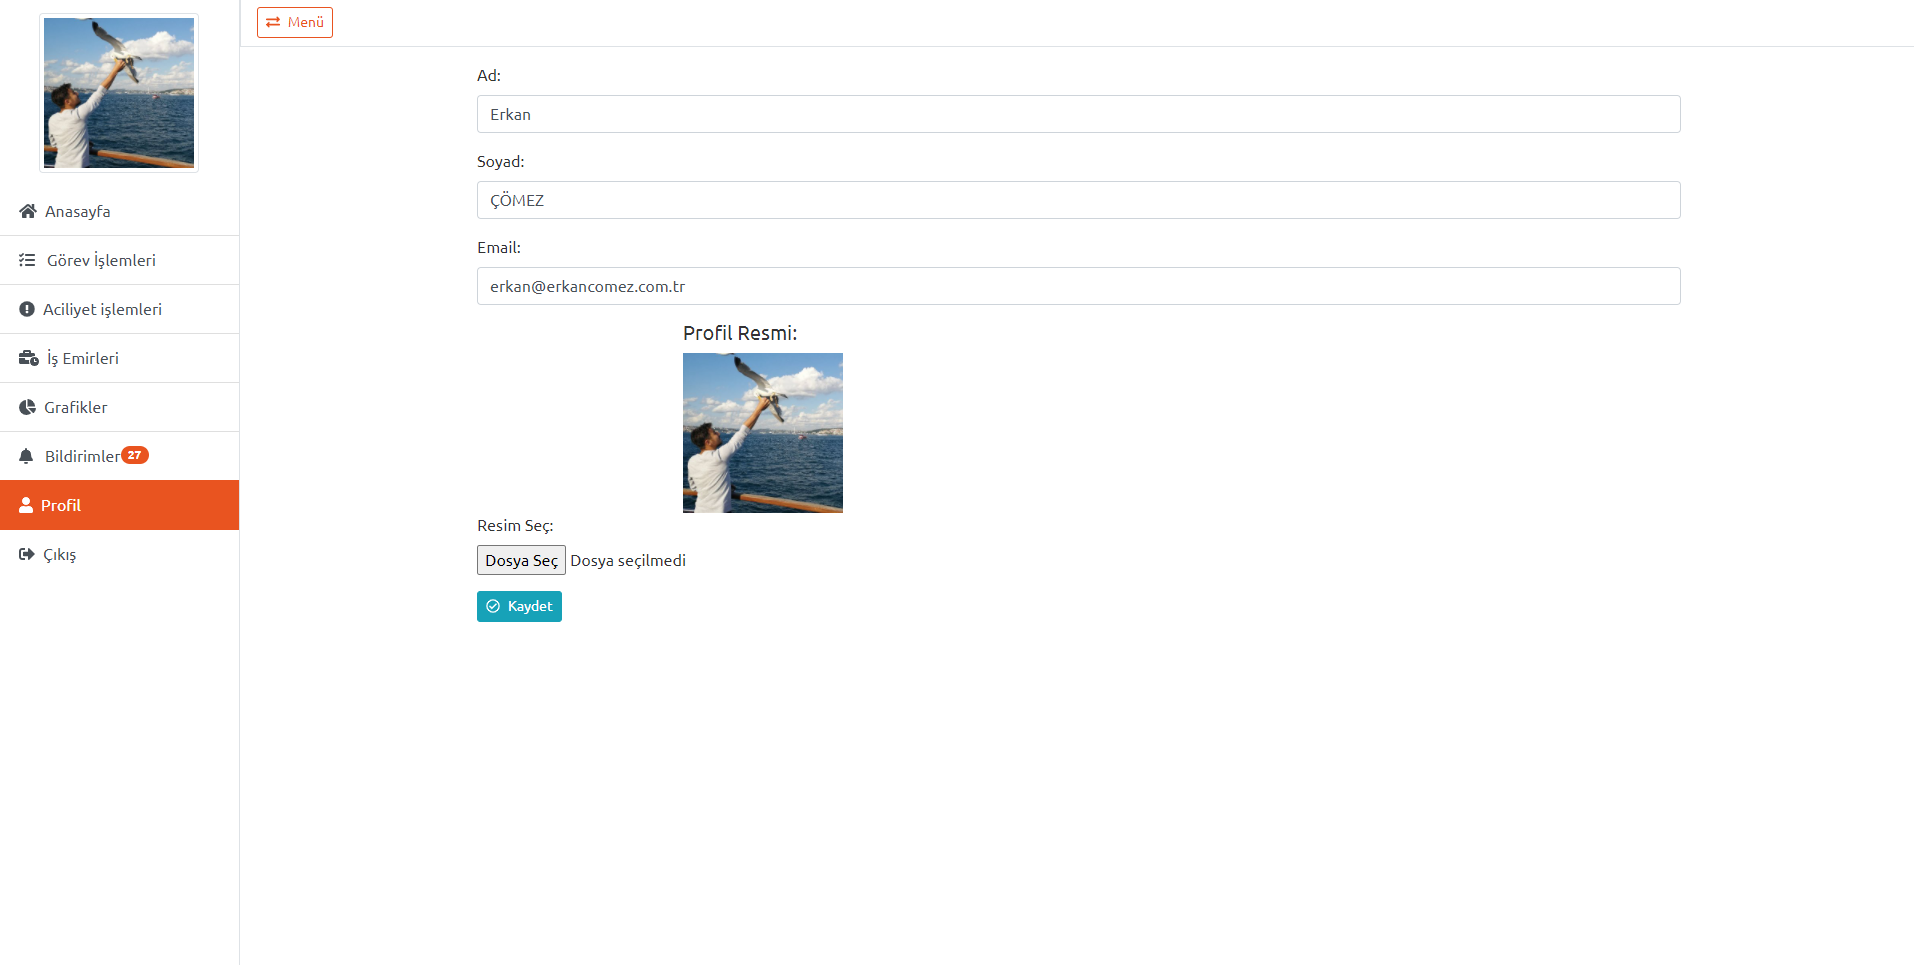 Menü
Anasayfa
Görev İşlemleri
Aciliyet işlemleri
İş Emirleri
Grafikler
Bildirimler 27
Profil
Çıkış
Ad:
Erkan
Soyad:
ÇÖMEZ
Email:
erkan@erkancomez.com.tr
Profil Resmi:
Resim Seç:
Dosya Seç Dosya seçilmedi
Kaydet